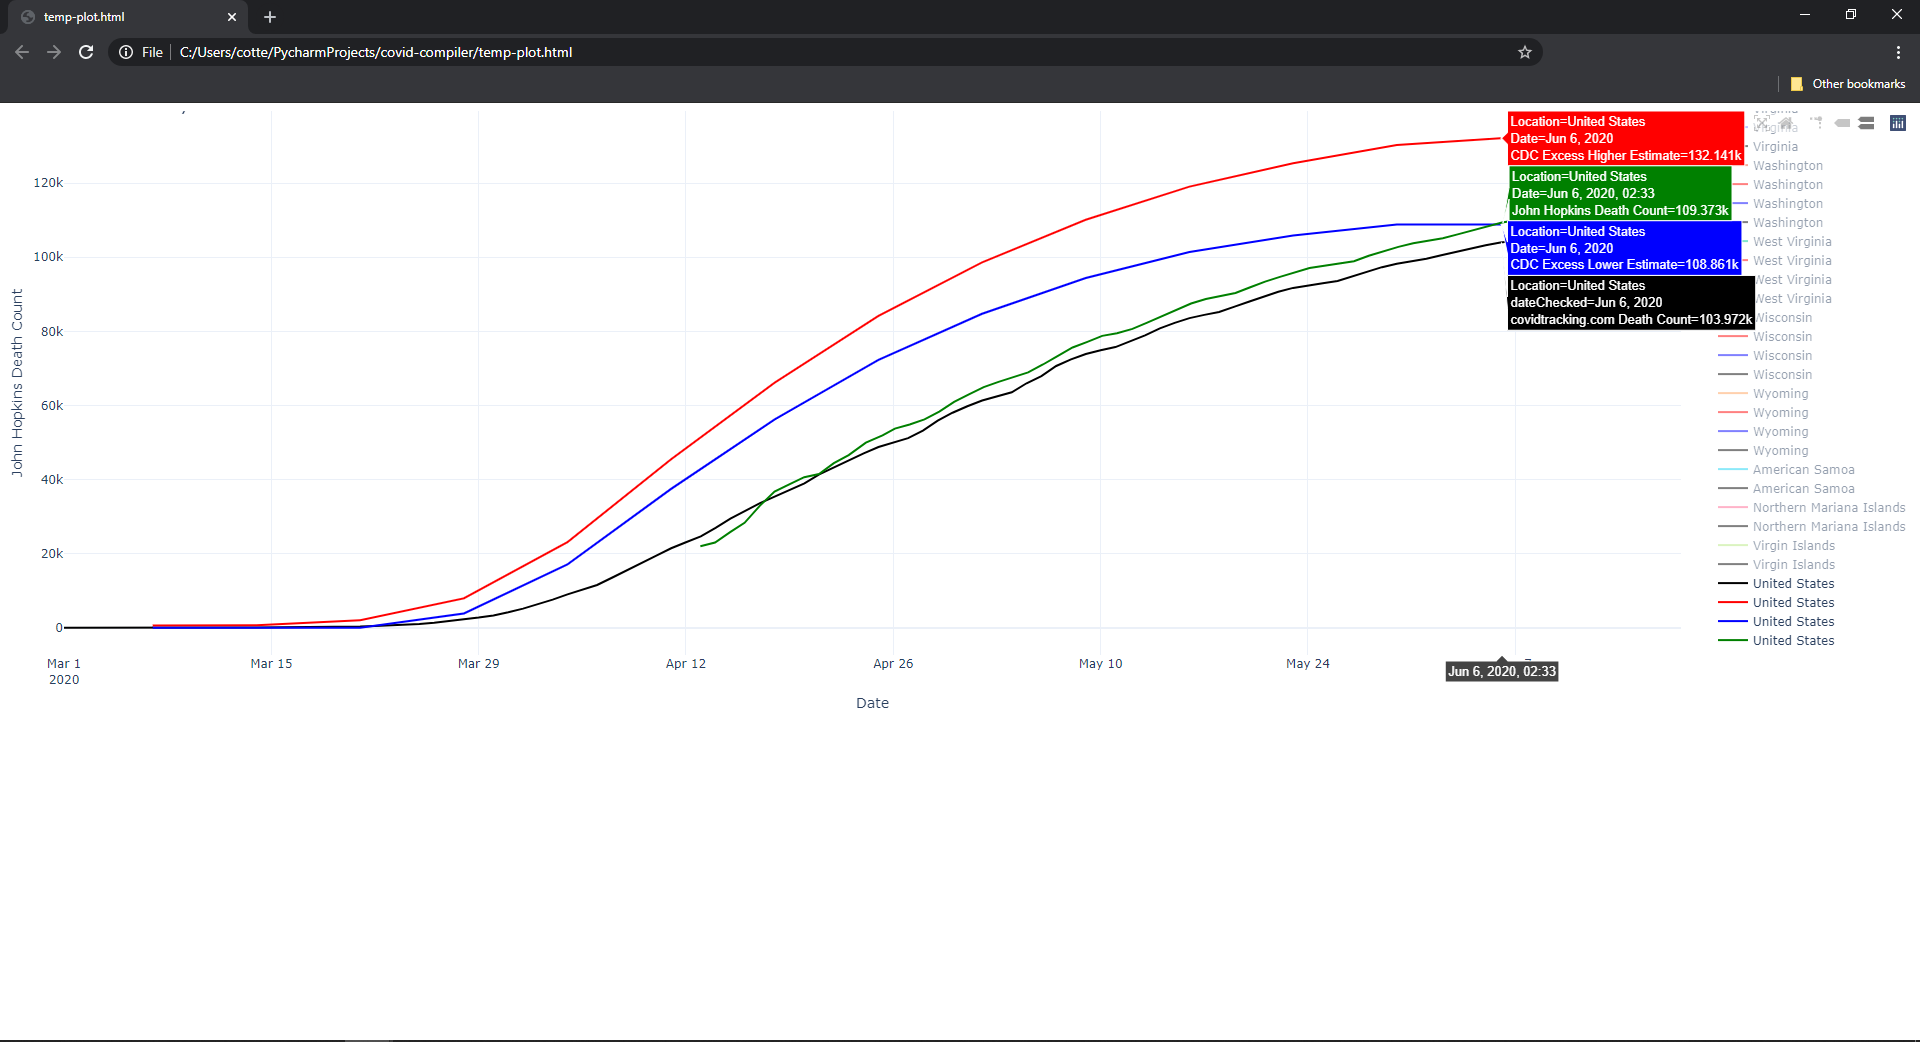 temp-plot.html
File
C:/Users/cotte/PycharmProjects/covid-compiler/temp-plot.html
Other bookmarks
John Hopkins Death Count
120k
100k
80k
60k
40k
20k
0
Mar 1
2020
Mar 15
Mar 29
Apr 12
Apr 26
May 10
May 24
Jun 6, 2020, 02:33
Date
Location=United States
Date=Jun 6, 2020
CDC Excess Higher Estimate=132.141k
Location=United States
Date=Jun 6, 2020, 02:33
John Hopkins Death Count=109.373k
Location=United States
Date=Jun 6, 2020
CDC Excess Lower Estimate=108.861k
Location=United States
dateChecked=Jun 6, 2020
covidtracking.com Death Count=103.972k
Virginia
Virginia
Virginia
Washington
Washington
Washington
Washington
West Virginia
West Virginia
West Virginia
West Virginia
Wisconsin
Wisconsin
Wisconsin
Wisconsin
Wyoming
Wyoming
Wyoming
Wyoming
American Samoa
American Samoa
Northern Mariana Islands
Northern Mariana Islands
Virgin Islands
Virgin Islands
United States
United States
United States
United States